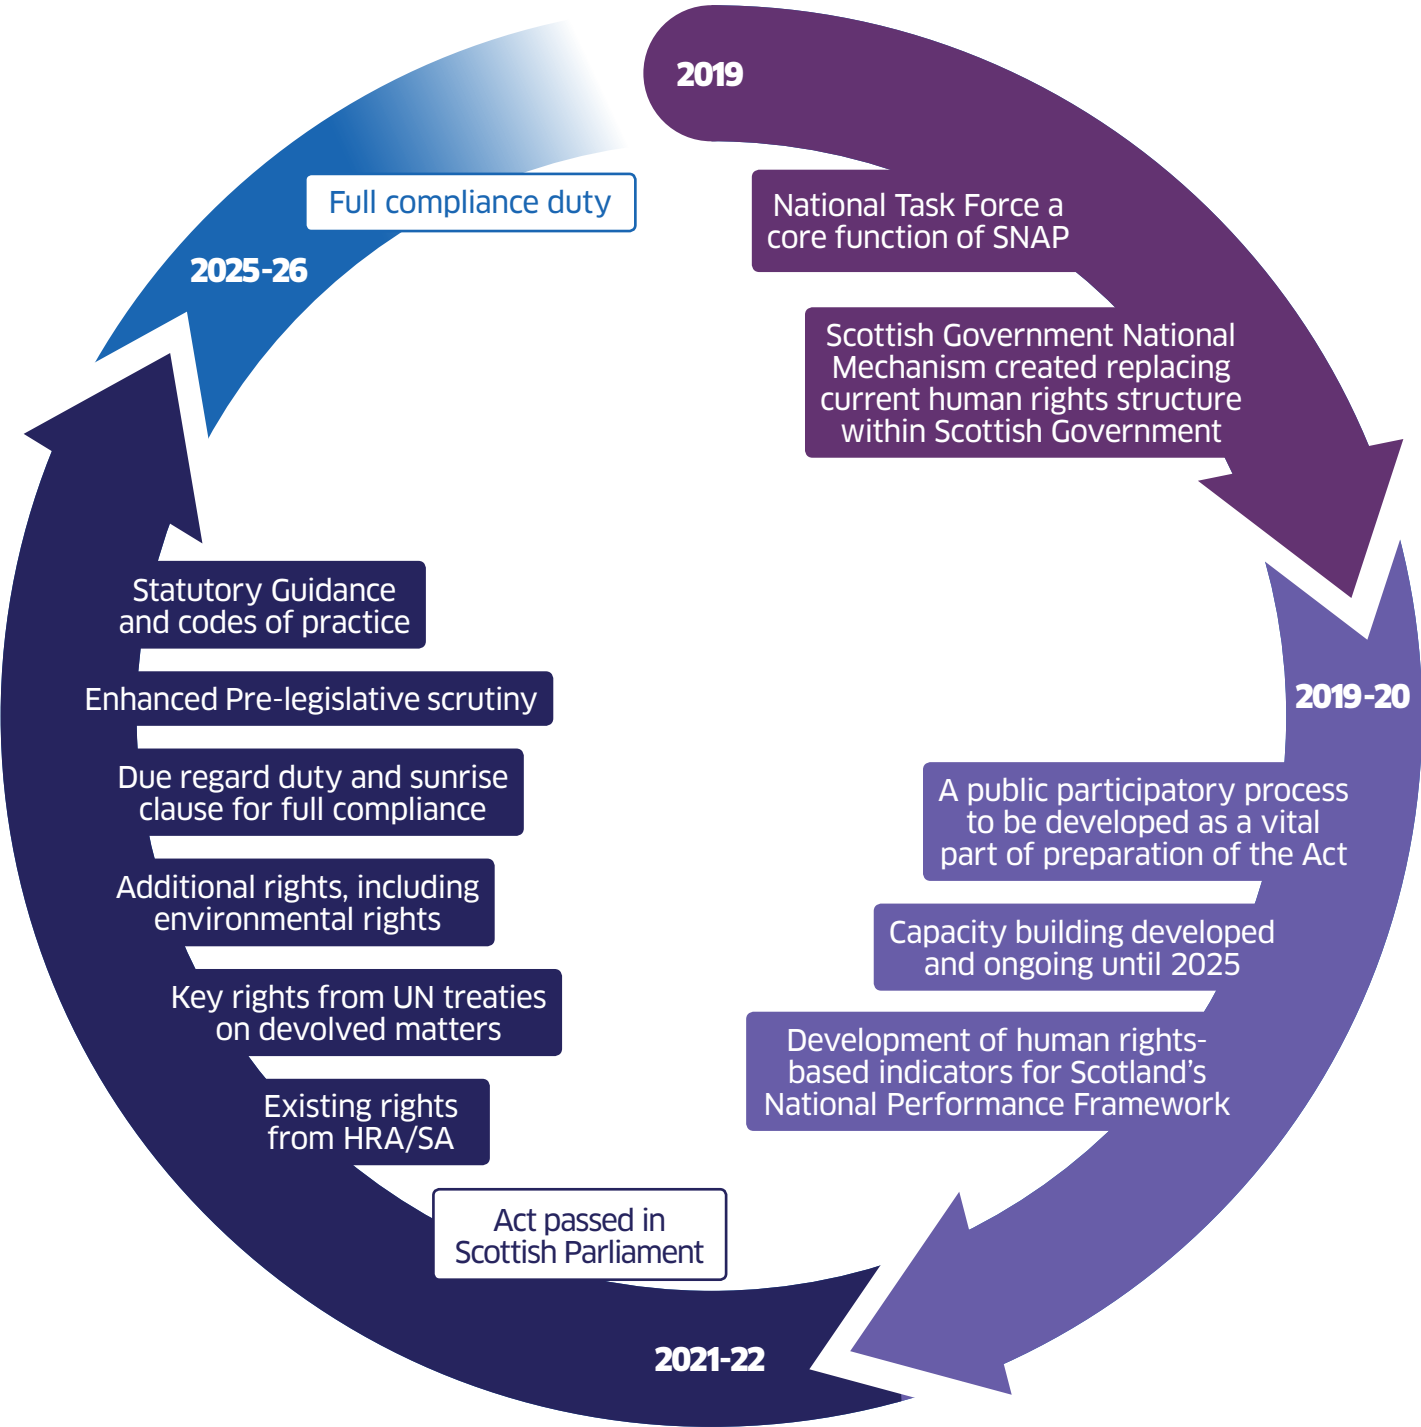 2019
National Task Force a
core function of SNAP
Scottish Government National
Mechanism created replacing
current human rights structure
within Scottish Government
2019-20
A public participatory process
to be developed as a vital
part of preparation of the Act
Capacity building developed
and ongoing until 2025
Development of human rights-
based indicators for Scotland’s
National Performance Framework
2021-22
Act passed in
Scottish Parliament
Existing rights
from HRA/SA
Key rights from UN treaties
on devolved matters
Additional rights, including
environmental rights
Due regard duty and sunrise
clause for full compliance
Enhanced Pre-legislative scrutiny
Statutory Guidance
and codes of practice
2025-26
Full compliance duty